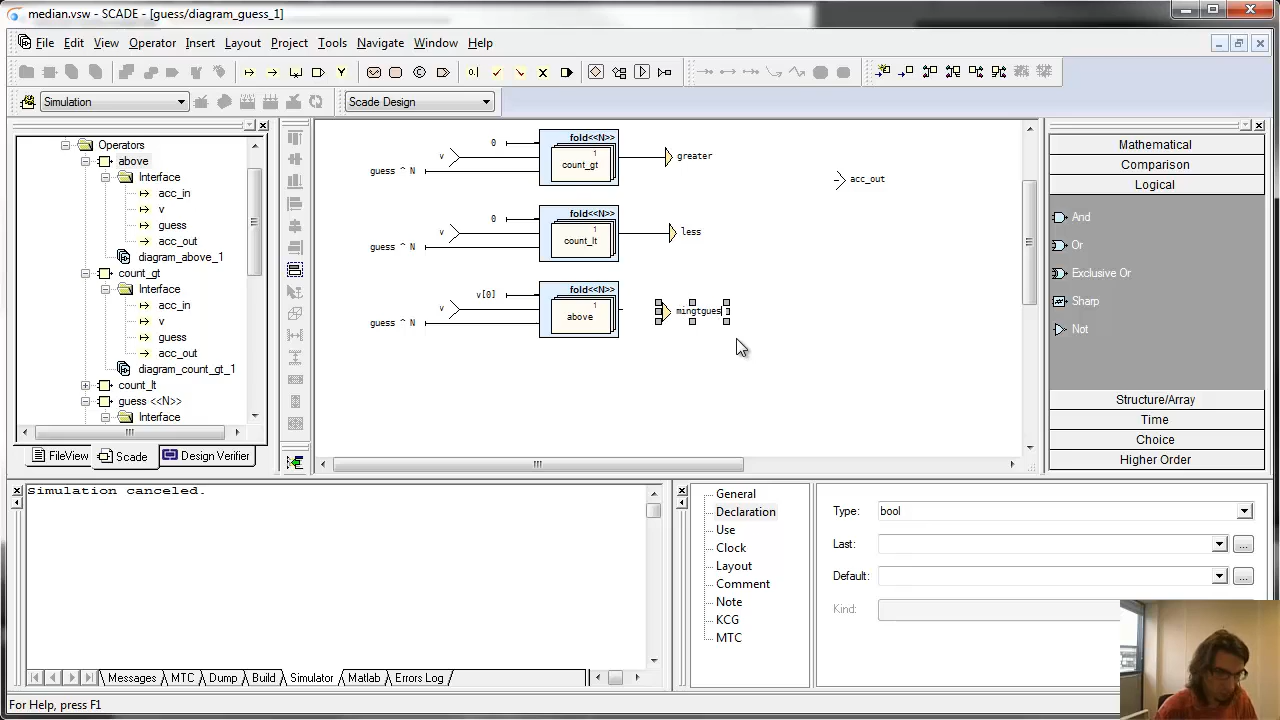 median.vsw - SCADE - [guess/diagram_guess_1]
File Edit View Operator Insert Layout Project Tools Navigate Window Help
Simulation
Scade Design
Operators
above
Interface
acc_in
v
guess
acc_out
diagram_above_1
count_gt
Interface
acc_in
v
guess
acc_out
diagram_count_gt_1
count_lt
guess <<N>>
Interface
FileView Scade Design Verifier
fold<<N>>
0
1
v
count_gt
guess ^ N
greater
acc_out
fold<<N>>
0
1
v
count_lt
guess ^ N
less
fold<<N>>
v[0]
1
v
above
guess ^ N
mingtgues
Mathematical
Comparison
Logical
And
Or
Exclusive Or
Sharp
Not
Structure/Array
Time
Choice
Higher Order
Simulation canceled.
Messages MTC Dump Build Simulator Matlab Errors Log
General
Declaration
Use
Clock
Layout
Comment
Note
KCG
MTC
Type: bool
Last:
Default:
Kind:
For Help, press F1